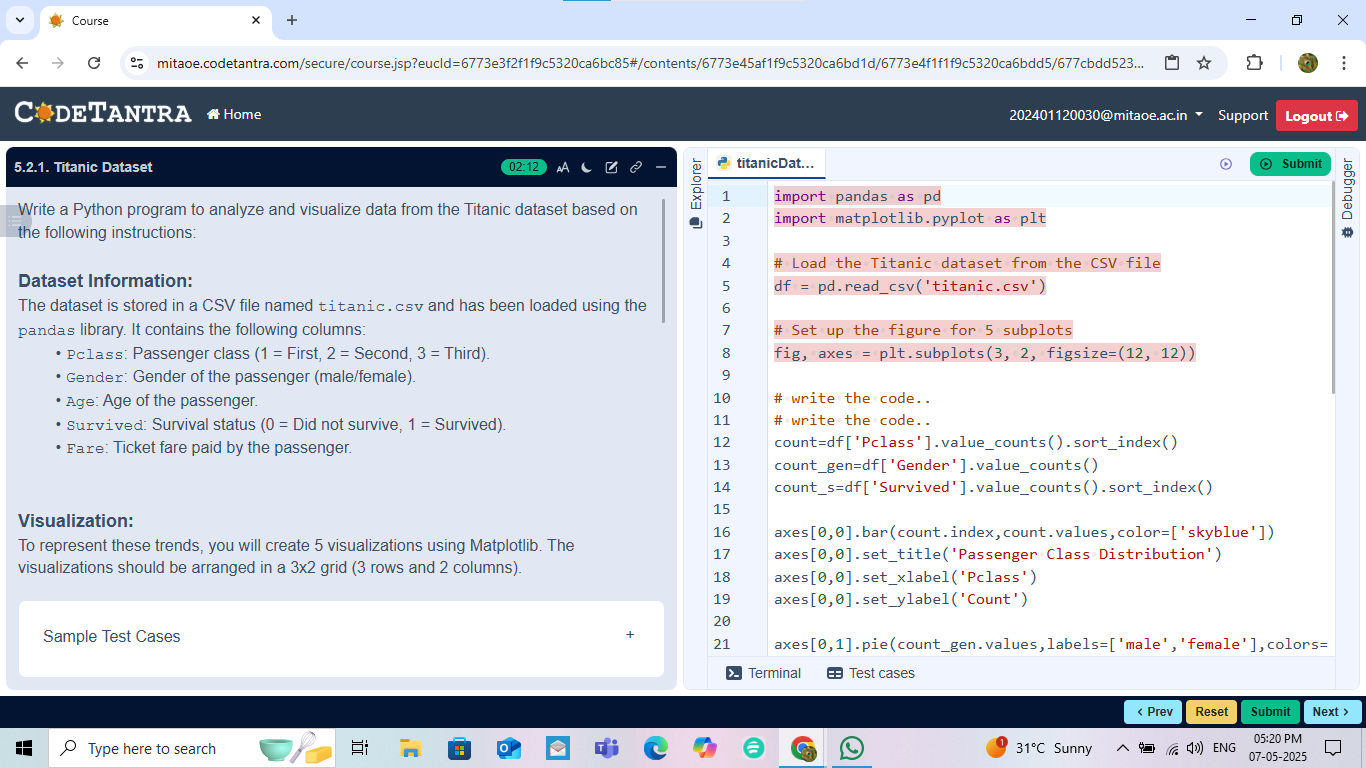 Course
mitaoe.codetantra.com/secure/course.jsp?eucId=6773e3f2f1f9c5320ca6bc85#/contents/6773e45af1f9c5320ca6bd1d/6773e4f1f1f9c5320ca6bdd5/677cbdd523...
CODETANTRA
Home
202401120030@mitaoe.ac.in
Support
Logout
5.2.1. Titanic Dataset
02:12
AA
Write a Python program to analyze and visualize data from the Titanic dataset based on
the following instructions:
Dataset Information:
The dataset is stored in a CSV file named titanic.csv and has been loaded using the
pandas library. It contains the following columns:
• Pclass: Passenger class (1 = First, 2 = Second, 3 = Third).
• Gender: Gender of the passenger (male/female).
• Age: Age of the passenger.
• Survived: Survival status (0 = Did not survive, 1 = Survived).
• Fare: Ticket fare paid by the passenger.
Visualization:
To represent these trends, you will create 5 visualizations using Matplotlib. The
visualizations should be arranged in a 3x2 grid (3 rows and 2 columns).
Sample Test Cases +
Explorer
titanicDat...
Submit
Debugger
1 import pandas as pd
2 import matplotlib.pyplot as plt
3
4 # Load the Titanic dataset from the CSV file
5 df = pd.read_csv('titanic.csv')
6
7 # Set up the figure for 5 subplots
8 fig, axes = plt.subplots(3, 2, figsize=(12, 12))
9
10 # write the code..
11 # write the code..
12 count=df['Pclass'].value_counts().sort_index()
13 count_gen=df['Gender'].value_counts()
14 count_s=df['Survived'].value_counts().sort_index()
15
16 axes[0,0].bar(count.index,count.values,color=['skyblue'])
17 axes[0,0].set_title('Passenger Class Distribution')
18 axes[0,0].set_xlabel('Pclass')
19 axes[0,0].set_ylabel('Count')
20
21 axes[0,1].pie(count_gen.values,labels=['male','female'],colors=
Terminal
Test cases
< Prev
Reset
Submit
Next >
Type here to search
1
31°C Sunny
ENG
05:20 PM
07-05-2025